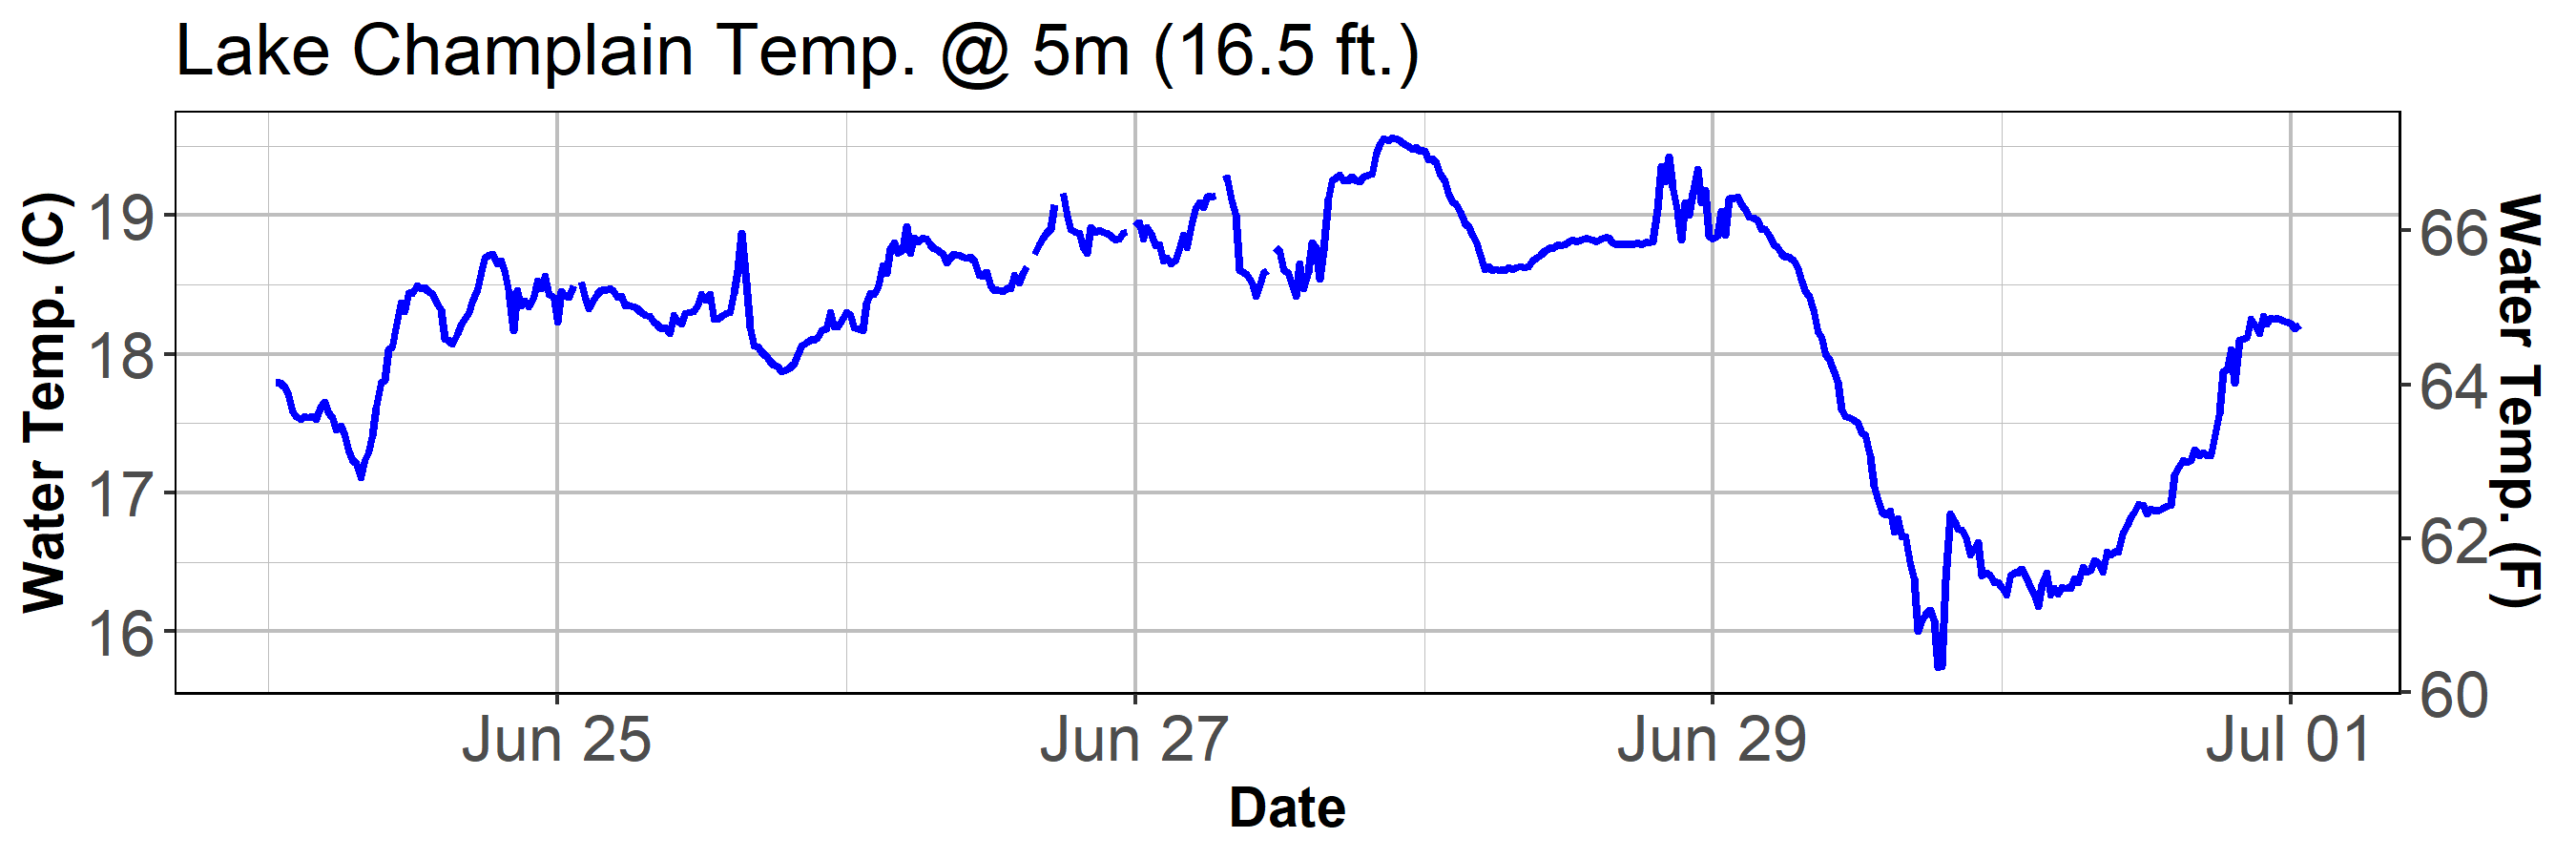 Lake Champlain Temp. @ 5m (16.5 ft.)
Water Temp. (C)
19
18
17
16
66
64
62
60
Water Temp. (F)
Jun 25
Jun 27
Jun 29
Jul 01
Date